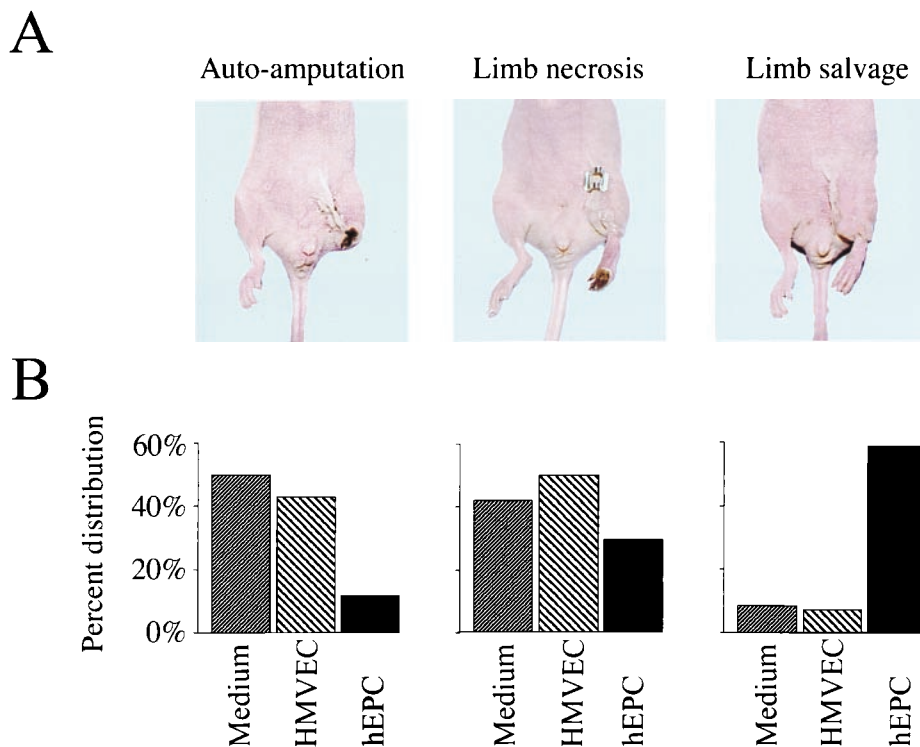 A
Auto-amputation
Limb necrosis
Limb salvage
B
Percent distribution
60%
40%
20%
0%
Medium
HMVEC
hEPC
Medium
HMVEC
hEPC
Medium
HMVEC
hEPC